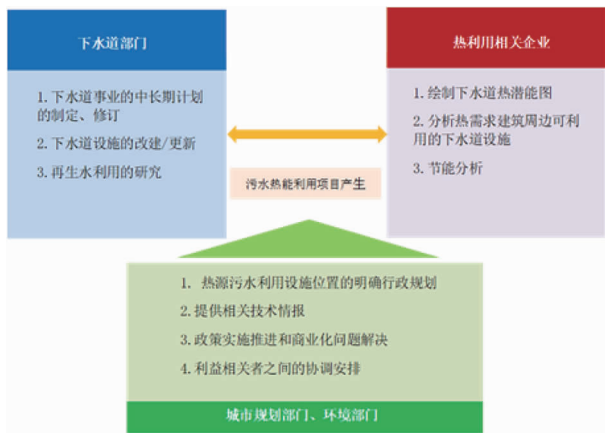 下水道部门
1.下水道事业的中长期计划
的制定、修订
2.下水道设施的改建/更新
3.再生水利用的研究
热利用相关企业
1.绘制下水道热潜能图
2.分析热需求建筑周边可利
用的下水道设施
3.节能分析
污水热能利用项目产生
1. 热源污水利用设施位置的明确行政规划
2.提供相关技术情报
3.政策实施推进和商业化问题解决
4.利益相关者之间的协调安排
城市规划部门、环境部门